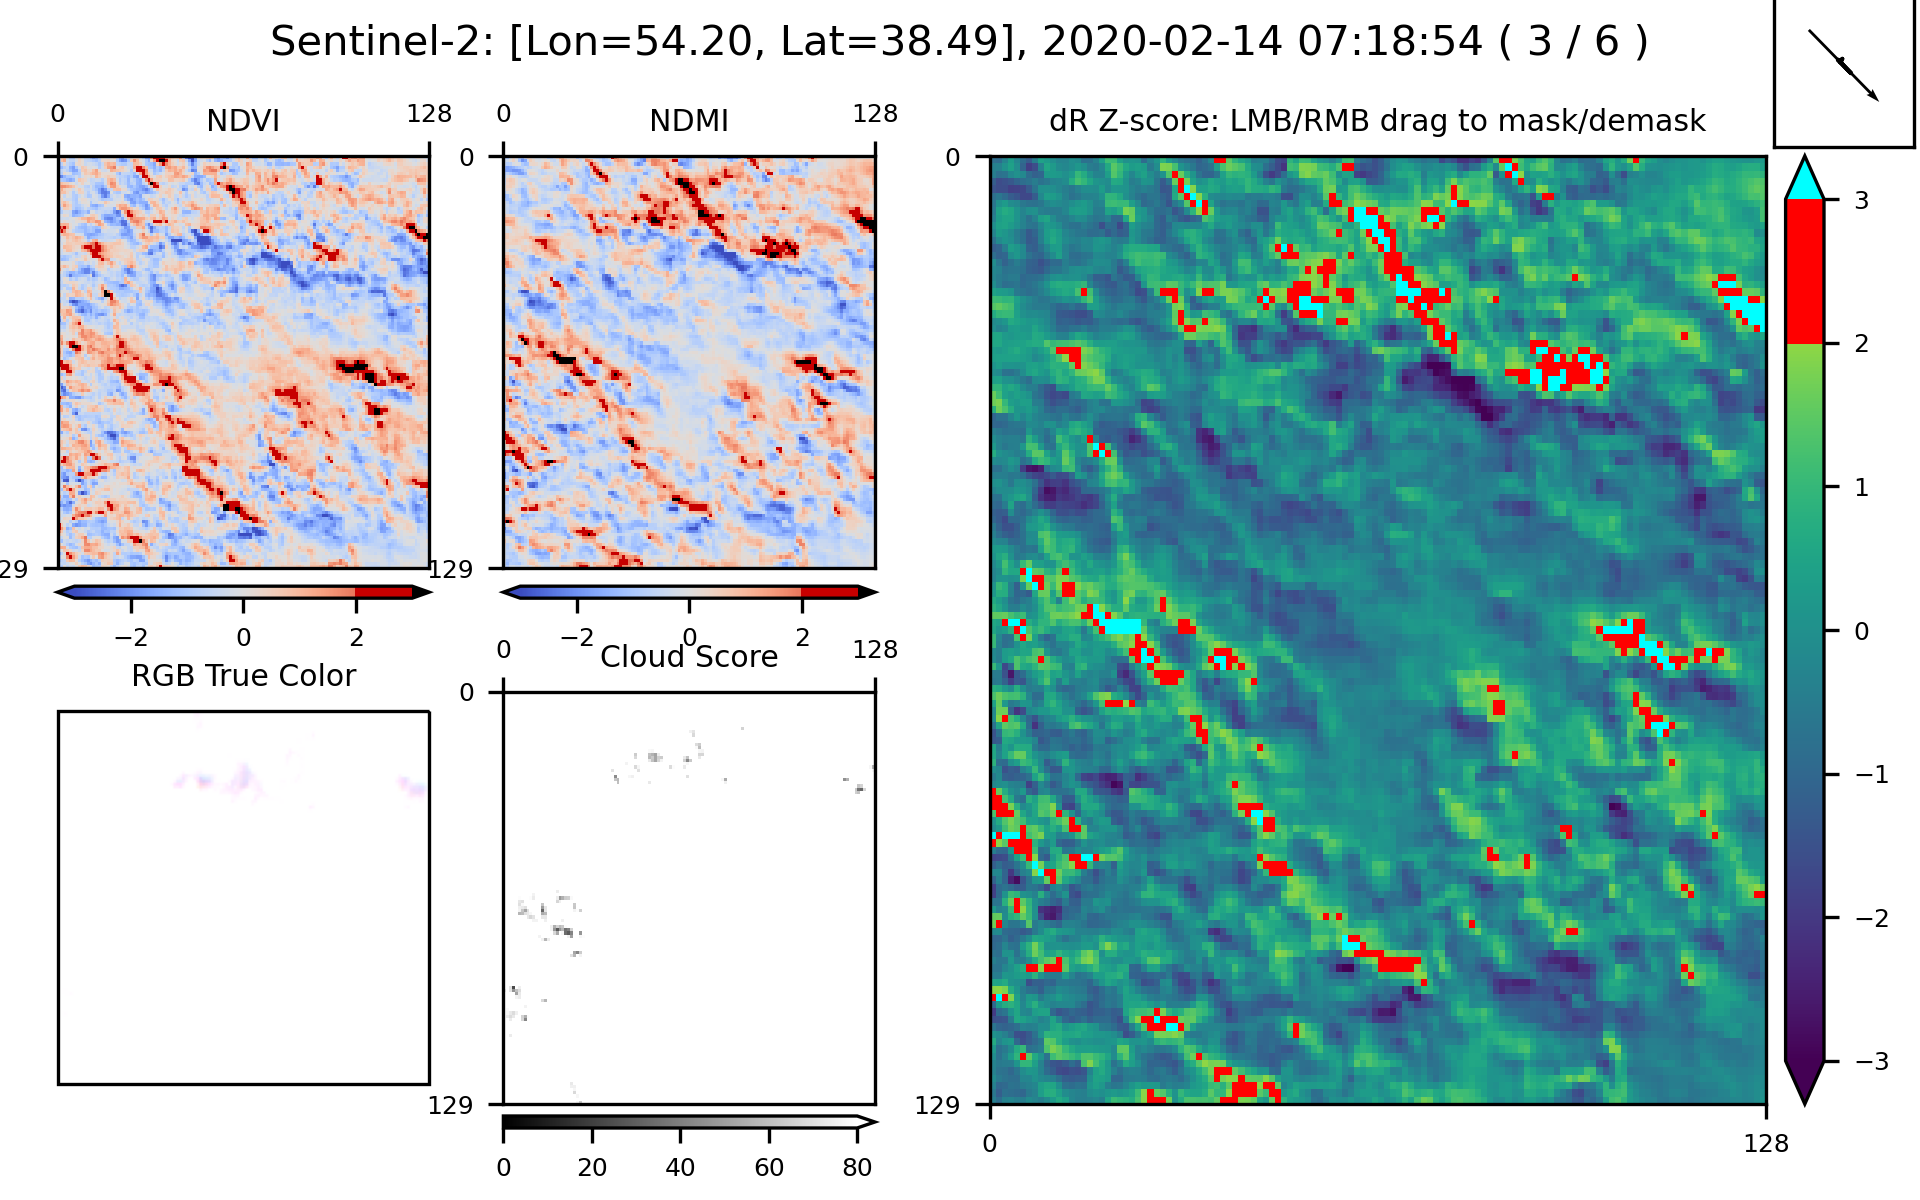 Sentinel-2: [Lon=54.20, Lat=38.49], 2020-02-14 07:18:54 ( 3 / 6 )
NDVI
0 128
0
29
−2 0 2
NDMI
0 128
0
129
−2 0 2
dR Z-score: LMB/RMB drag to mask/demask
0
129
0 128
3
2
1
0
−1
−2
−3
RGB True Color
Cloud Score
0 128
0
129
0 20 40 60 80